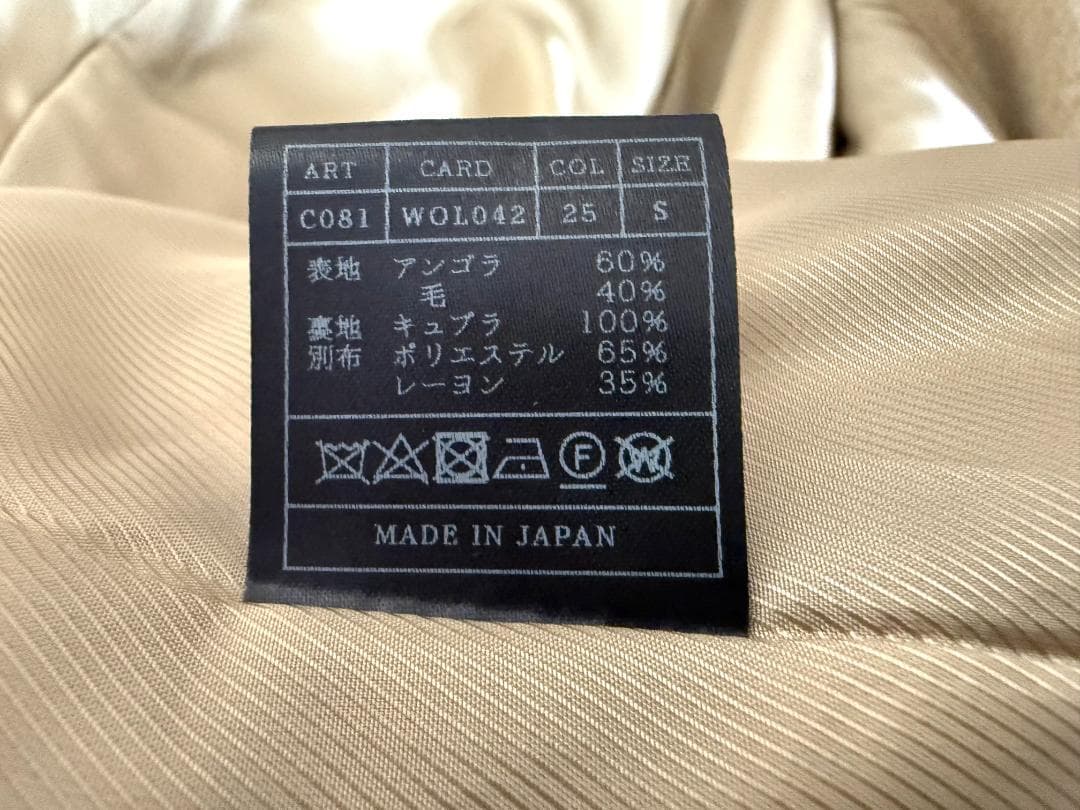 ART CARD COL SIZE
C081 WOL042 25 S
表地 アンゴラ 60%
毛 40%
裏地 キュプラ 100%
別布 ポリエステル 65%
レーヨン 35%
F W
MADE IN JAPAN